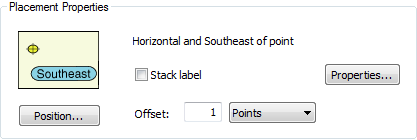 Placement Properties
Horizontal and Southeast of point
Southeast
Stack label
Properties...
Position...
Offset:
1
Points